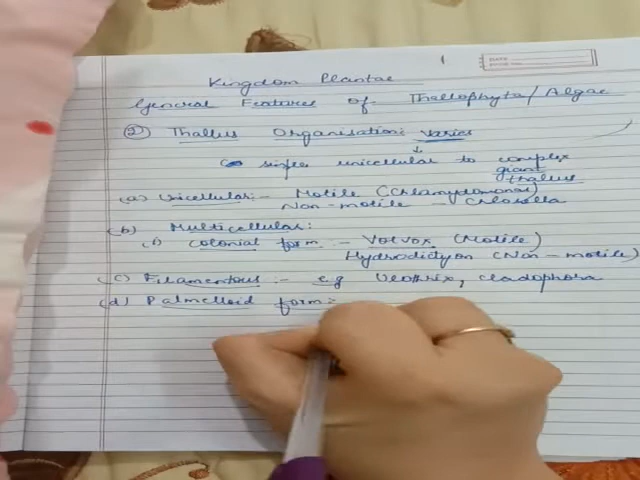 Kingdom Plantae
General Features of Thallophyta/Algae
② Thallus Organisation: varies
simple unicellular to complex
giant
thallus
(a) Unicellular:- Motile (Chlamydomonas)
Non-motile - Chlorella
(b) Multicellular:
(i) colonial form:- Volvox (Motile)
Hydrodictyon (Non-motile)
(c) Filamentous:- e.g Ulothrix, cladophora
(d) Palmelloid form: